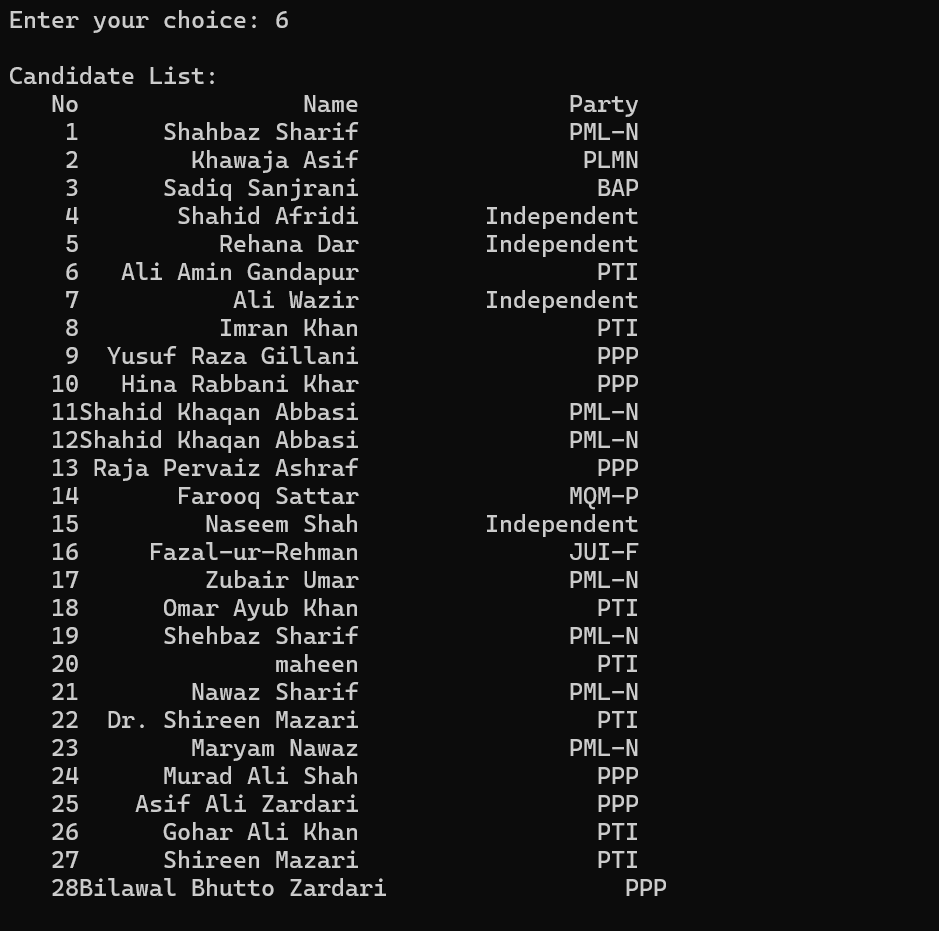 Enter your choice: 6
Candidate List:
No Name Party
1 Shahbaz Sharif PML-N
2 Khawaja Asif PLMN
3 Sadiq Sanjrani BAP
4 Shahid Afridi Independent
5 Rehana Dar Independent
6 Ali Amin Gandapur PTI
7 Ali Wazir Independent
8 Imran Khan PTI
9 Yusuf Raza Gillani PPP
10 Hina Rabbani Khar PPP
11Shahid Khaqan Abbasi PML-N
12Shahid Khaqan Abbasi PML-N
13 Raja Pervaiz Ashraf PPP
14 Farooq Sattar MQM-P
15 Naseem Shah Independent
16 Fazal-ur-Rehman JUI-F
17 Zubair Umar PML-N
18 Omar Ayub Khan PTI
19 Shehbaz Sharif PML-N
20 maheen PTI
21 Nawaz Sharif PML-N
22 Dr. Shireen Mazari PTI
23 Maryam Nawaz PML-N
24 Murad Ali Shah PPP
25 Asif Ali Zardari PPP
26 Gohar Ali Khan PTI
27 Shireen Mazari PTI
28Bilawal Bhutto Zardari PPP